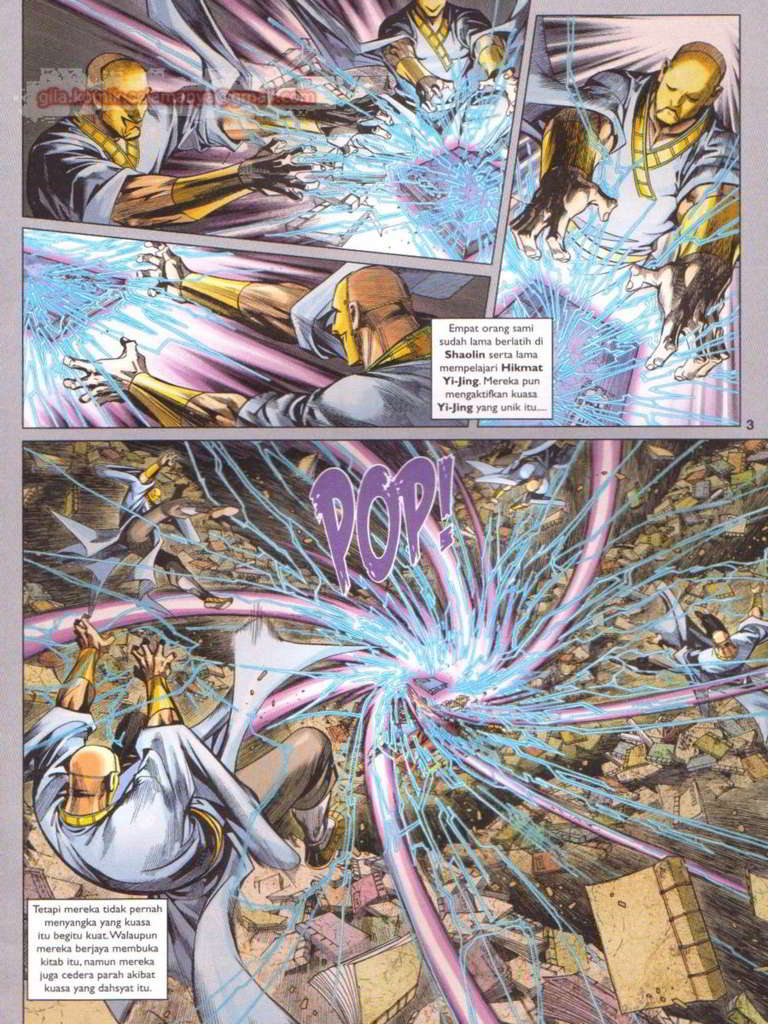 Empat orang sami
sudah lama berlatih di
Shaolin serta lama
mempelajari Hikmat
Yi-Jing. Mereka pun
mengaktifkan kuasa
Yi-Jing yang unik itu....
3
POP!
Tetapi mereka tidak pernah
menyangka yang kuasa
itu begitu kuat. Walaupun
mereka berjaya membuka
kitab itu, namun mereka
juga cedera parah akibat
kuasa yang dahsyat itu.